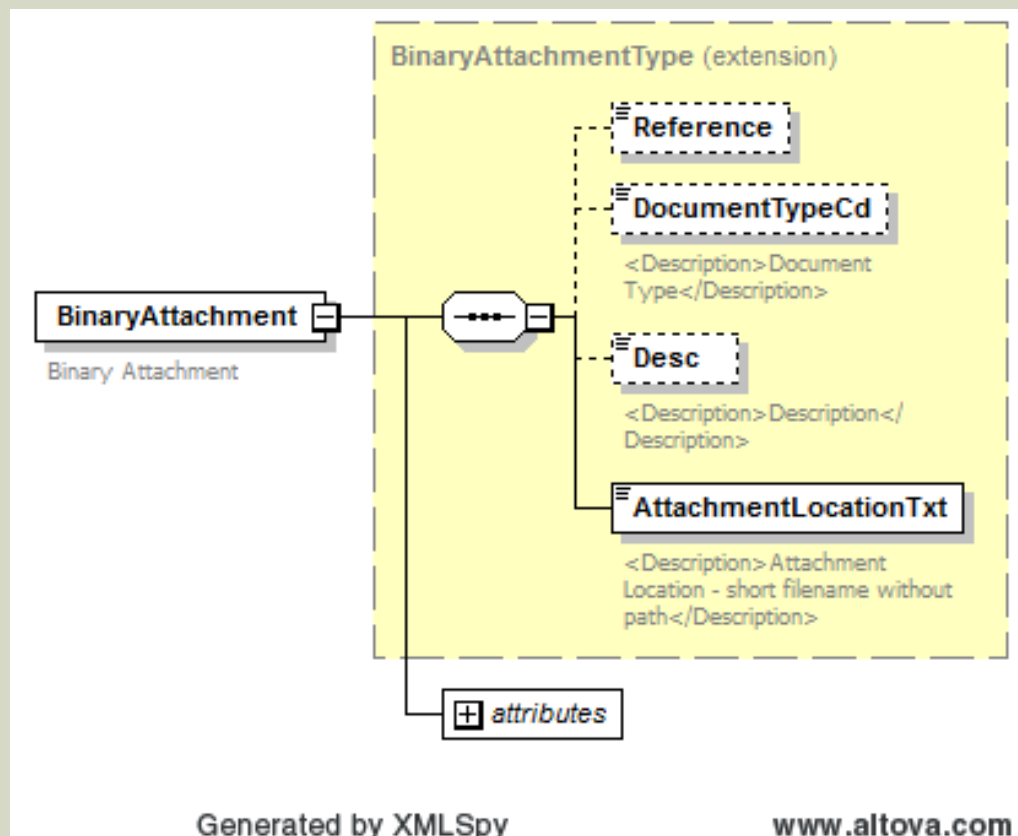 BinaryAttachmentType (extension)
Reference
DocumentTypeCd
<Description>Document
Type</Description>
BinaryAttachment
Binary Attachment
Desc
<Description>Description</
Description>
AttachmentLocationTxt
<Description>Attachment
Location - short filename without
path</Description>
attributes
Generated by XMLSpy
www.altova.com